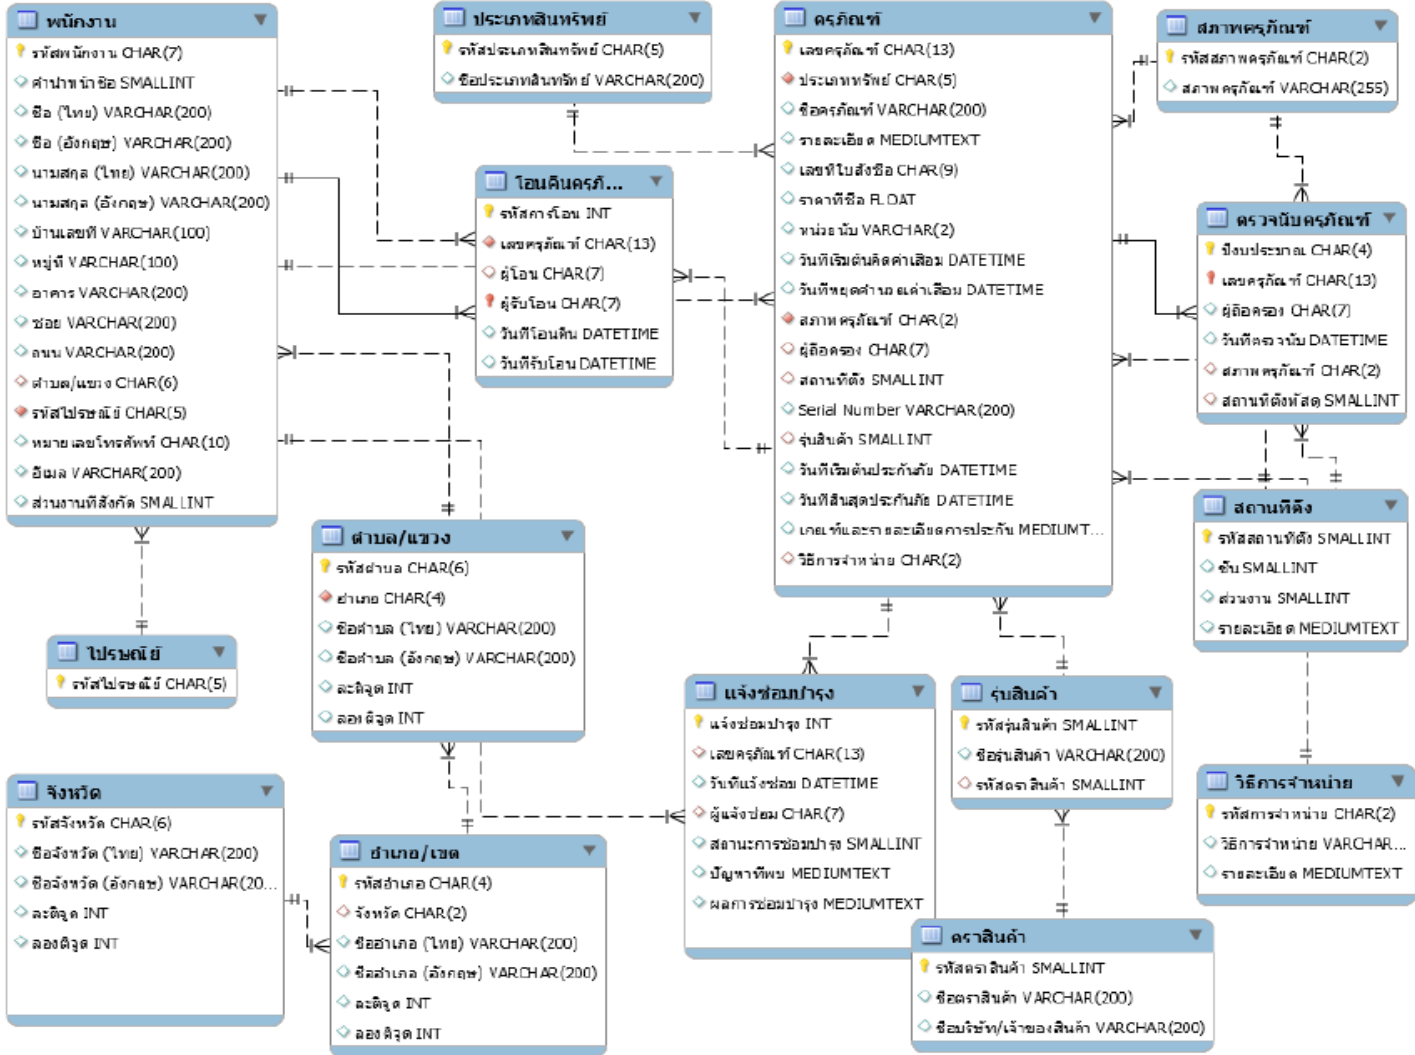 พนักงาน
รหัสพนักงาน CHAR(7)
คำนำหน้าชื่อ SMALLINT
ชื่อ (ไทย) VARCHAR(200)
ชื่อ (อังกฤษ) VARCHAR(200)
นามสกุล (ไทย) VARCHAR(200)
นามสกุล (อังกฤษ) VARCHAR(200)
บ้านเลขที่ VARCHAR(100)
หมู่ที่ VARCHAR(100)
อาคาร VARCHAR(200)
ซอย VARCHAR(200)
ถนน VARCHAR(200)
ตำบล/แขวง CHAR(6)
รหัสไปรษณีย์ CHAR(5)
หมายเลขโทรศัพท์ CHAR(10)
อีเมล VARCHAR(200)
ส่วนงานที่สังกัด SMALLINT
ประเภทสินทรัพย์
รหัสประเภทสินทรัพย์ CHAR(5)
ชื่อประเภทสินทรัพย์ VARCHAR(200)
โอนคืนครุภั...
รหัสการโอน INT
เลขครุภัณฑ์ CHAR(13)
ผู้โอน CHAR(7)
ผู้รับโอน CHAR(7)
วันที่โอนคืน DATETIME
วันที่รับโอน DATETIME
ครุภัณฑ์
เลขครุภัณฑ์ CHAR(13)
ประเภททรัพย์ CHAR(5)
ชื่อครุภัณฑ์ VARCHAR(200)
รายละเอียด MEDIUMTEXT
เลขที่ใบสั่งซื้อ CHAR(9)
ราคาที่ซื้อ FLOAT
หน่วยนับ VARCHAR(2)
วันที่เริ่มต้นคิดค่าเสื่อม DATETIME
วันที่หยุดคำนวณค่าเสื่อม DATETIME
สภาพครุภัณฑ์ CHAR(2)
ผู้ถือครอง CHAR(7)
สถานที่ตั้ง SMALLINT
Serial Number VARCHAR(200)
รุ่นสินค้า SMALLINT
วันที่เริ่มต้นประกันภัย DATETIME
วันที่สิ้นสุดประกันภัย DATETIME
เกณฑ์และรายละเอียดการประกัน MEDIUMT...
วิธีการจำหน่าย CHAR(2)
สภาพครุภัณฑ์
รหัสสภาพครุภัณฑ์ CHAR(2)
สภาพครุภัณฑ์ VARCHAR(255)
ตรวจนับครุภัณฑ์
ปีงบประมาณ CHAR(4)
เลขครุภัณฑ์ CHAR(13)
ผู้ถือครอง CHAR(7)
วันที่ตรวจนับ DATETIME
สภาพครุภัณฑ์ CHAR(2)
สถานที่ตั้งพัสดุ SMALLINT
สถานที่ตั้ง
รหัสสถานที่ตั้ง SMALLINT
ชั้น SMALLINT
ส่วนงาน SMALLINT
รายละเอียด MEDIUMTEXT
ตำบล/แขวง
รหัสตำบล CHAR(6)
อำเภอ CHAR(4)
ชื่อตำบล (ไทย) VARCHAR(200)
ชื่อตำบล (อังกฤษ) VARCHAR(200)
ละติจูด INT
ลองติจูด INT
ไปรษณีย์
รหัสไปรษณีย์ CHAR(5)
แจ้งซ่อมบำรุง
แจ้งซ่อมบำรุง INT
เลขครุภัณฑ์ CHAR(13)
วันที่แจ้งซ่อม DATETIME
ผู้แจ้งซ่อม CHAR(7)
สถานะการซ่อมบำรุง SMALLINT
ปัญหาที่พบ MEDIUMTEXT
ผลการซ่อมบำรุง MEDIUMTEXT
รุ่นสินค้า
รหัสรุ่นสินค้า SMALLINT
ชื่อรุ่นสินค้า VARCHAR(200)
รหัสตราสินค้า SMALLINT
วิธีการจำหน่าย
รหัสการจำหน่าย CHAR(2)
วิธีการจำหน่าย VARCHAR...
รายละเอียด MEDIUMTEXT
จังหวัด
รหัสจังหวัด CHAR(6)
ชื่อจังหวัด (ไทย) VARCHAR(200)
ชื่อจังหวัด (อังกฤษ) VARCHAR(20...
ละติจูด INT
ลองติจูด INT
อำเภอ/เขต
รหัสอำเภอ CHAR(4)
จังหวัด CHAR(2)
ชื่ออำเภอ (ไทย) VARCHAR(200)
ชื่ออำเภอ (อังกฤษ) VARCHAR(200)
ละติจูด INT
ลองติจูด INT
ตราสินค้า
รหัสตราสินค้า SMALLINT
ชื่อตราสินค้า VARCHAR(200)
ชื่อบริษัท/เจ้าของสินค้า VARCHAR(200)